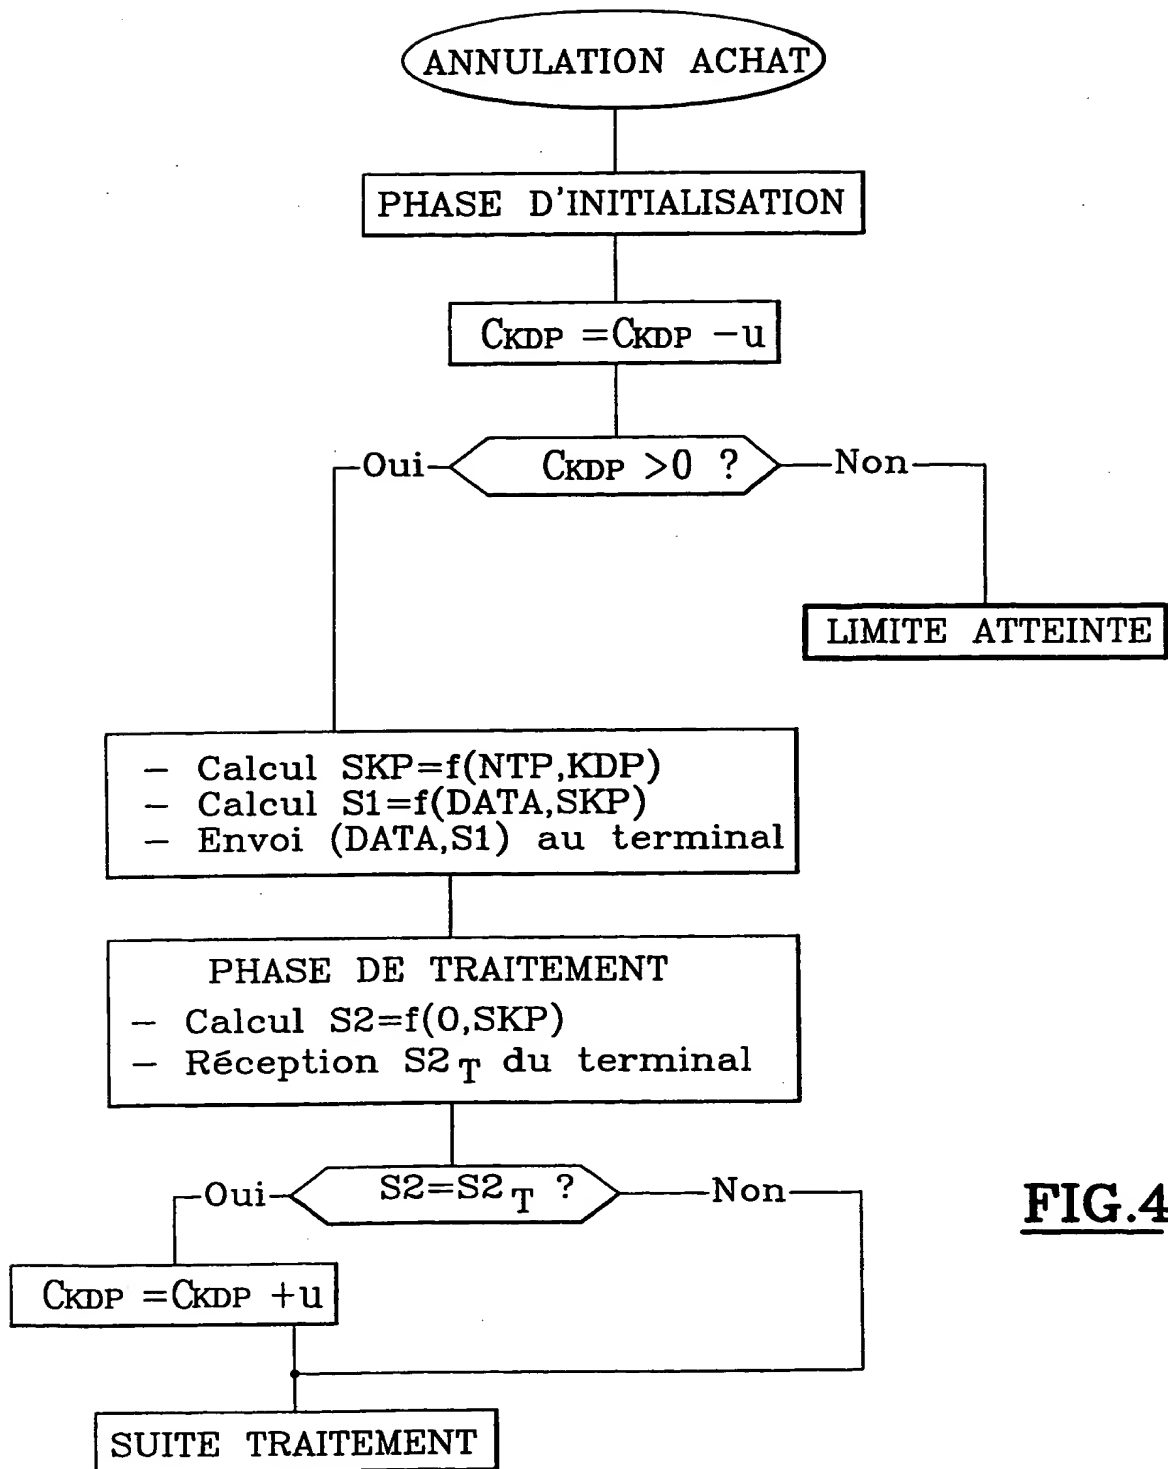 ANNULATION ACHAT
PHASE D'INITIALISATION
CKDP =CKDP −u
Oui
CKDP >0 ?
Non
LIMITE ATTEINTE
− Calcul SKP=f(NTP,KDP)
− Calcul S1=f(DATA,SKP)
− Envoi (DATA,S1) au terminal
PHASE DE TRAITEMENT
− Calcul S2=f(0,SKP)
− Réception S2T du terminal
Oui
S2=S2T ?
Non
FIG.4
CKDP =CKDP +u
SUITE TRAITEMENT